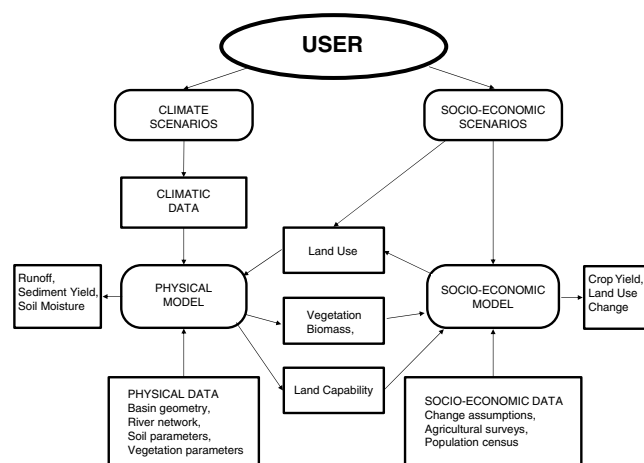 USER
CLIMATE
SCENARIOS
SOCIO-ECONOMIC
SCENARIOS
CLIMATIC
DATA
Land Use
Runoff,
Sediment Yield,
Soil Moisture
PHYSICAL
MODEL
SOCIO-ECONOMIC
MODEL
Crop Yield,
Land Use
Change
Vegetation
Biomass,
Land Capability
PHYSICAL DATA
Basin geometry,
River network,
Soil parameters,
Vegetation parameters
SOCIO-ECONOMIC DATA
Change assumptions,
Agricultural surveys,
Population census